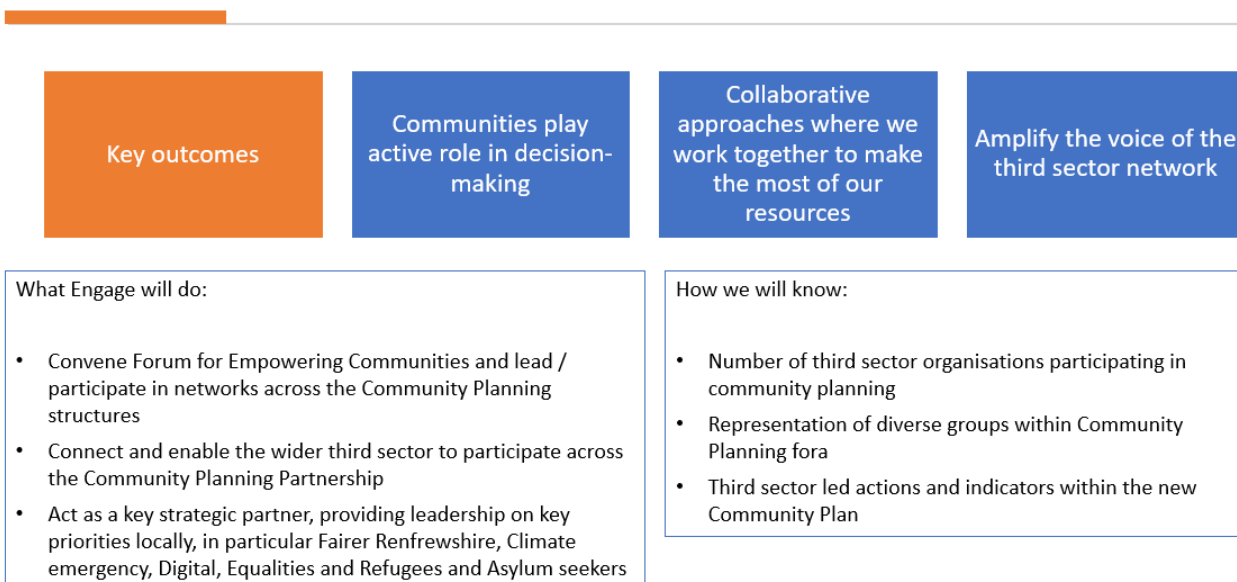 Key outcomes
Communities play
active role in decision-
making
Collaborative
approaches where we
work together to make
the most of our
resources
Amplify the voice of the
third sector network
What Engage will do:
• Convene Forum for Empowering Communities and lead /
participate in networks across the Community Planning
structures
• Connect and enable the wider third sector to participate across
the Community Planning Partnership
• Act as a key strategic partner, providing leadership on key
priorities locally, in particular Fairer Renfrewshire, Climate
emergency, Digital, Equalities and Refugees and Asylum seekers
How we will know:
• Number of third sector organisations participating in
community planning
• Representation of diverse groups within Community
Planning fora
• Third sector led actions and indicators within the new
Community Plan